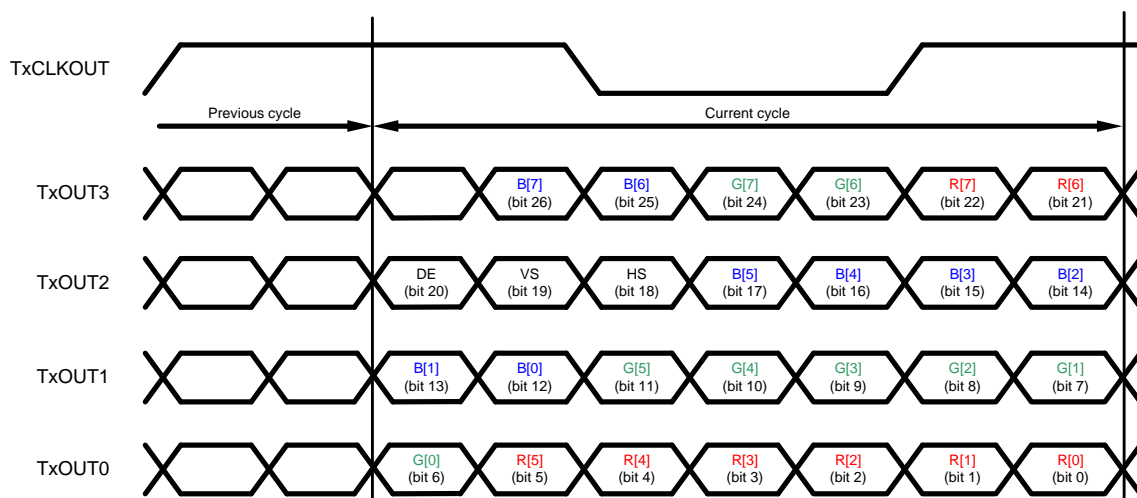 TxCLKOUT
Previous cycle
Current cycle
TxOUT3
B[7]
(bit 26)
B[6]
(bit 25)
G[7]
(bit 24)
G[6]
(bit 23)
R[7]
(bit 22)
R[6]
(bit 21)
TxOUT2
DE
(bit 20)
VS
(bit 19)
HS
(bit 18)
B[5]
(bit 17)
B[4]
(bit 16)
B[3]
(bit 15)
B[2]
(bit 14)
TxOUT1
B[1]
(bit 13)
B[0]
(bit 12)
G[5]
(bit 11)
G[4]
(bit 10)
G[3]
(bit 9)
G[2]
(bit 8)
G[1]
(bit 7)
TxOUT0
G[0]
(bit 6)
R[5]
(bit 5)
R[4]
(bit 4)
R[3]
(bit 3)
R[2]
(bit 2)
R[1]
(bit 1)
R[0]
(bit 0)